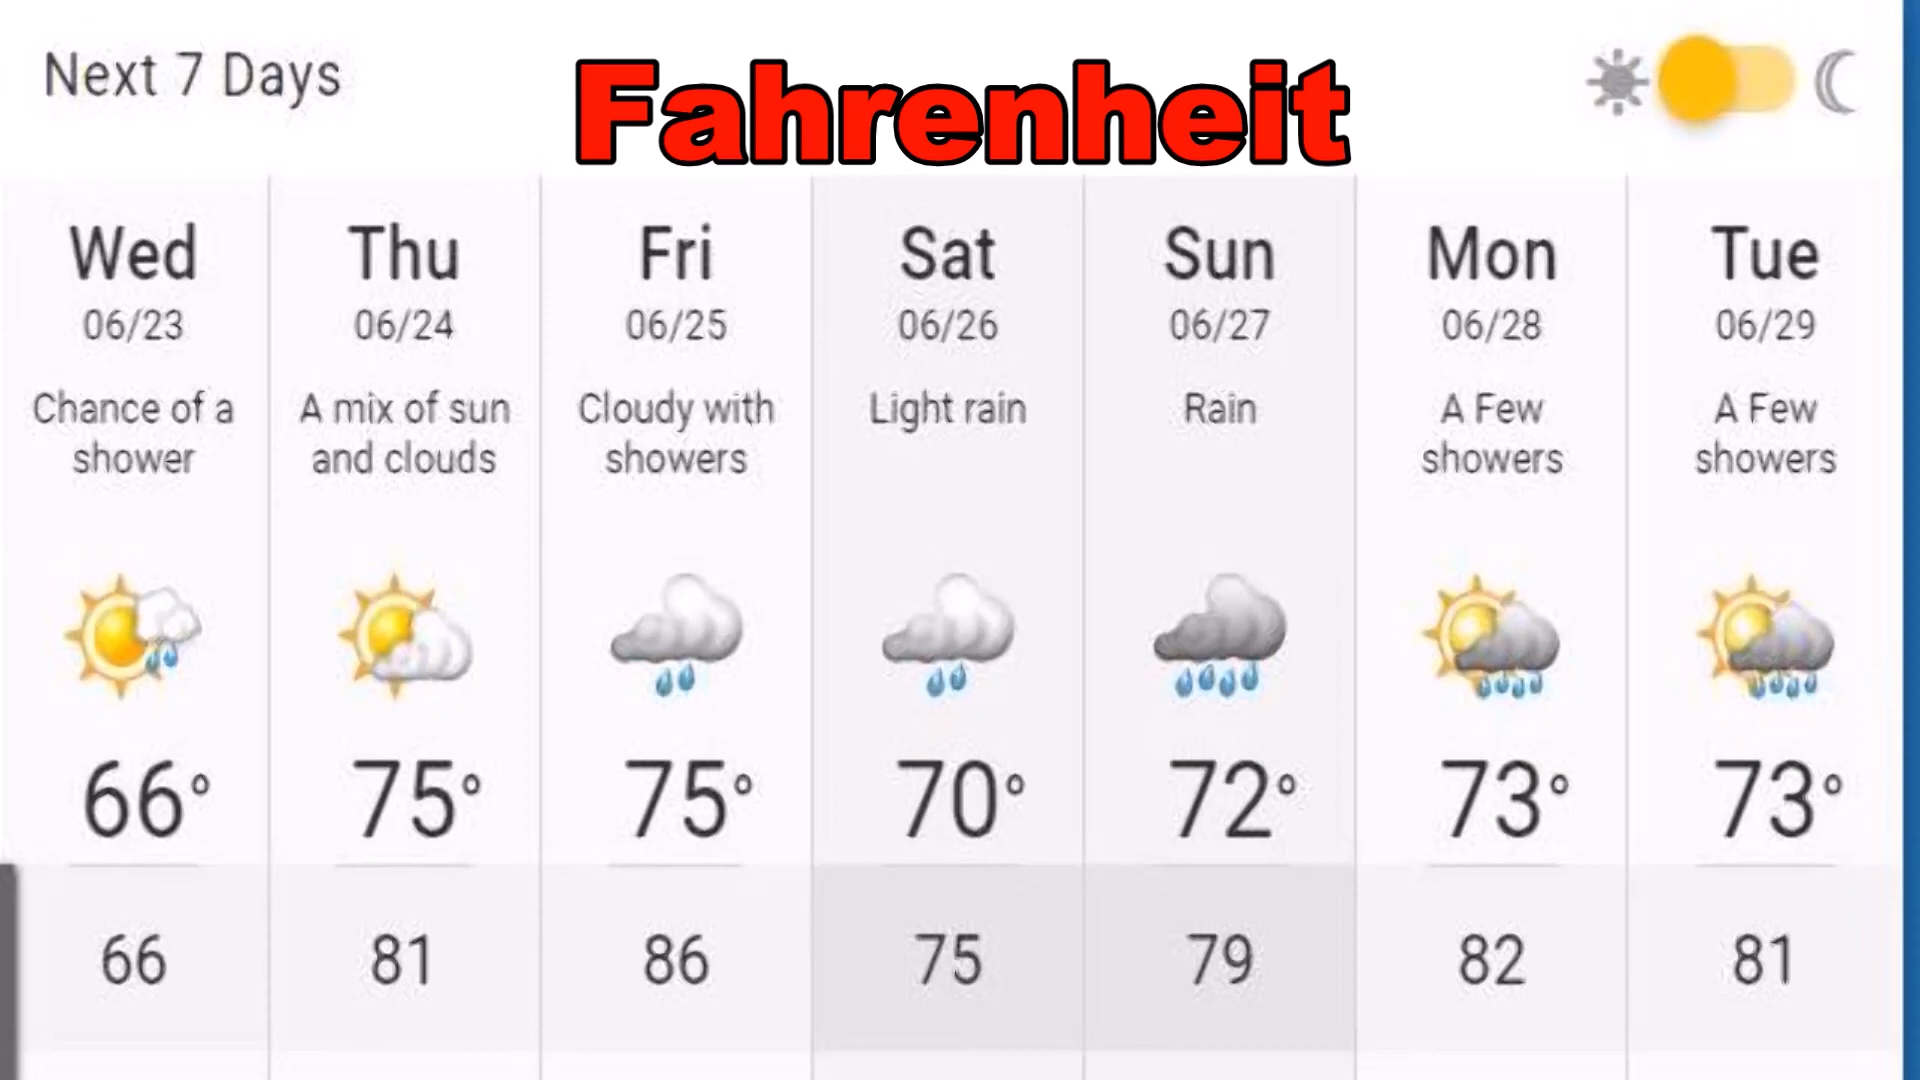 Next 7 Days
Fahrenheit
Wed Thu Fri Sat Sun Mon Tue
06/23 06/24 06/25 06/26 06/27 06/28 06/29
Chance of a A mix of sun Cloudy with Light rain Rain A Few A Few
shower and clouds showers showers showers
66° 75° 75° 70° 72° 73° 73°
66 81 86 75 79 82 81